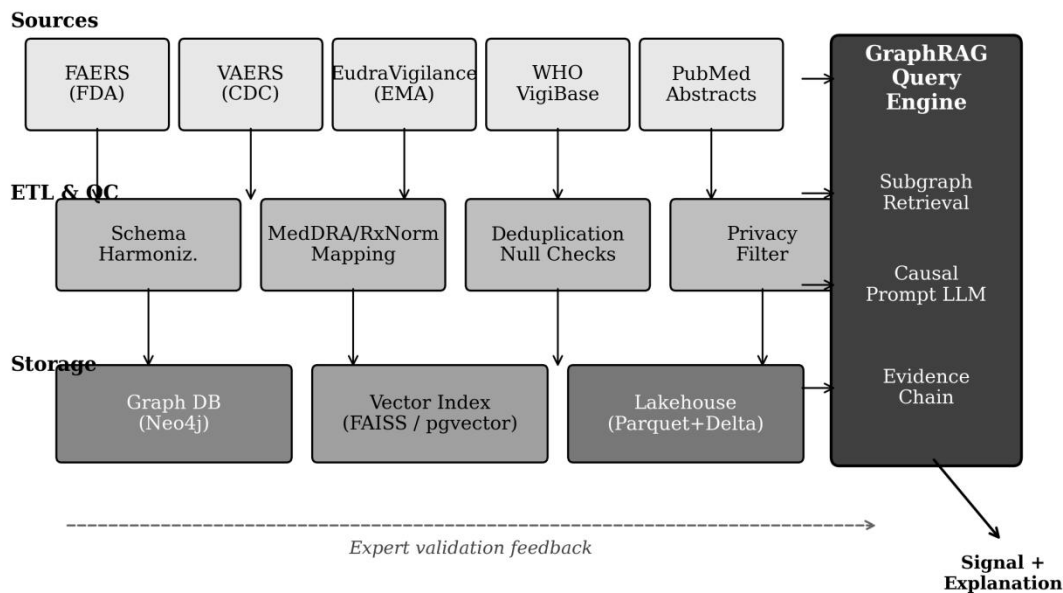 Sources
FAERS
(FDA)
VAERS
(CDC)
EudraVigilance
(EMA)
WHO
VigiBase
PubMed
Abstracts
GraphRAG
Query
Engine
ETL & QC
Schema
Harmoniz.
MedDRA/RxNorm
Mapping
Deduplication
Null Checks
Privacy
Filter
Subgraph
Retrieval
Causal
Prompt LLM
Storage
Graph DB
(Neo4j)
Vector Index
(FAISS / pgvector)
Lakehouse
(Parquet+Delta)
Evidence
Chain
Expert validation feedback
Signal +
Explanation